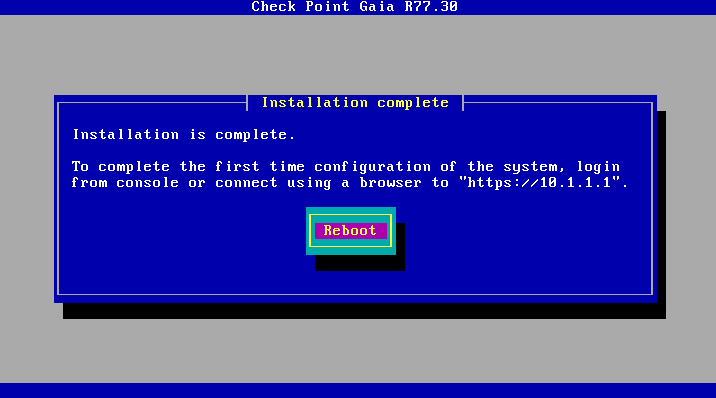 Check Point Gaia R77.30
Installation complete
Installation is complete.
To complete the first time configuration of the system, login
from console or connect using a browser to "https://10.1.1.1".
Reboot